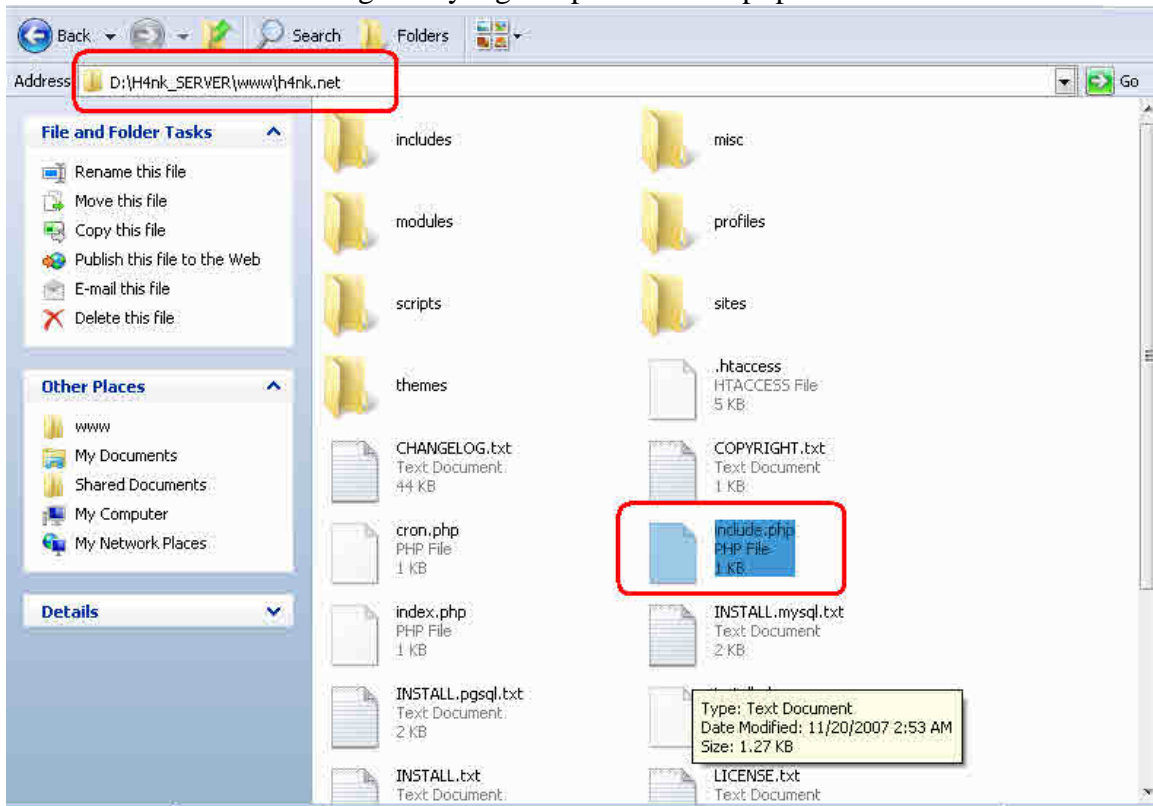 Back
Search
Folders
Address
D:\H4nk_SERVER\www\h4nk.net
Go
File and Folder Tasks
Rename this file
Move this file
Copy this file
Publish this file to the Web
E-mail this file
Delete this file
Other Places
www
My Documents
Shared Documents
My Computer
My Network Places
Details
includes
misc
modules
profiles
scripts
sites
themes
.htaccess
HTACCESS File
5 KB
CHANGELOG.txt
Text Document
44 KB
COPYRIGHT.txt
Text Document
1 KB
cron.php
PHP File
1 KB
include.php
PHP File
1 KB
index.php
PHP File
1 KB
INSTALL.mysql.txt
Text Document
2 KB
INSTALL.pgsql.txt
Text Document
2 KB
Type: Text Document
Date Modified: 11/20/2007 2:53 AM
Size: 1.27 KB
INSTALL.txt
Text Document
LICENSE.txt
Text Document